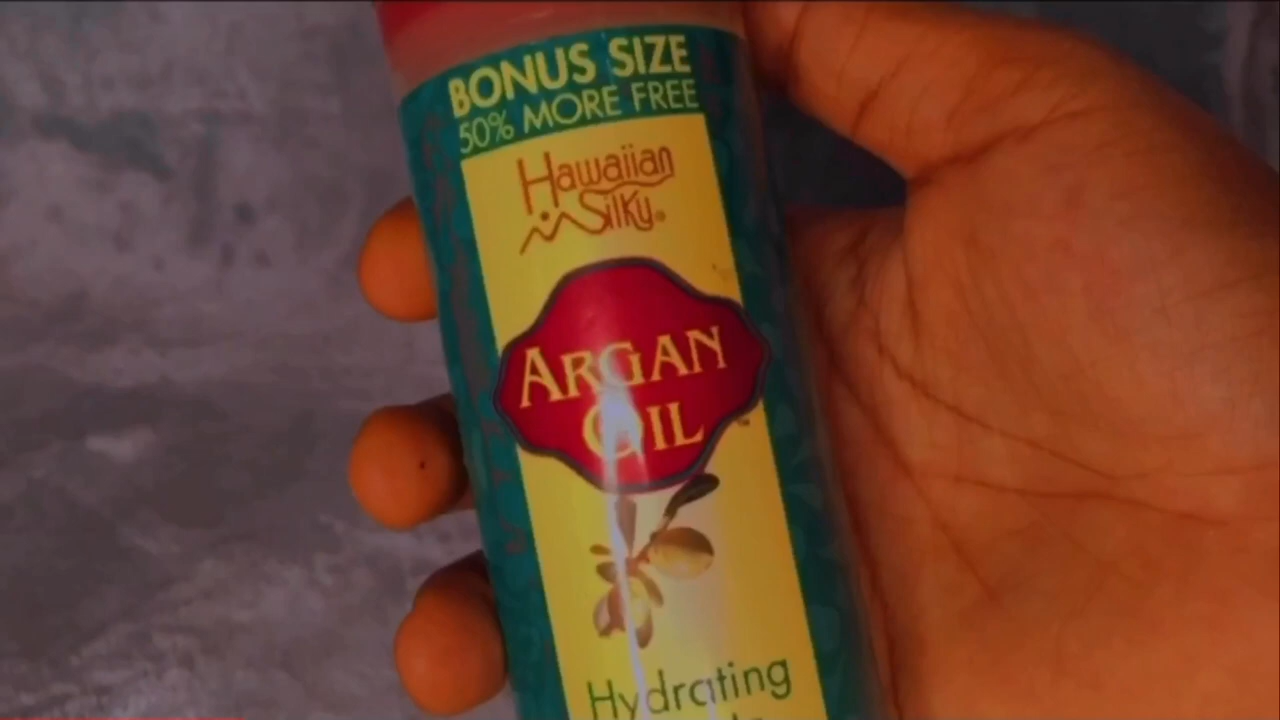 BONUS SIZE
50% MORE FREE
Hawaiian
Silky®
ARGAN
OIL
Hydrating